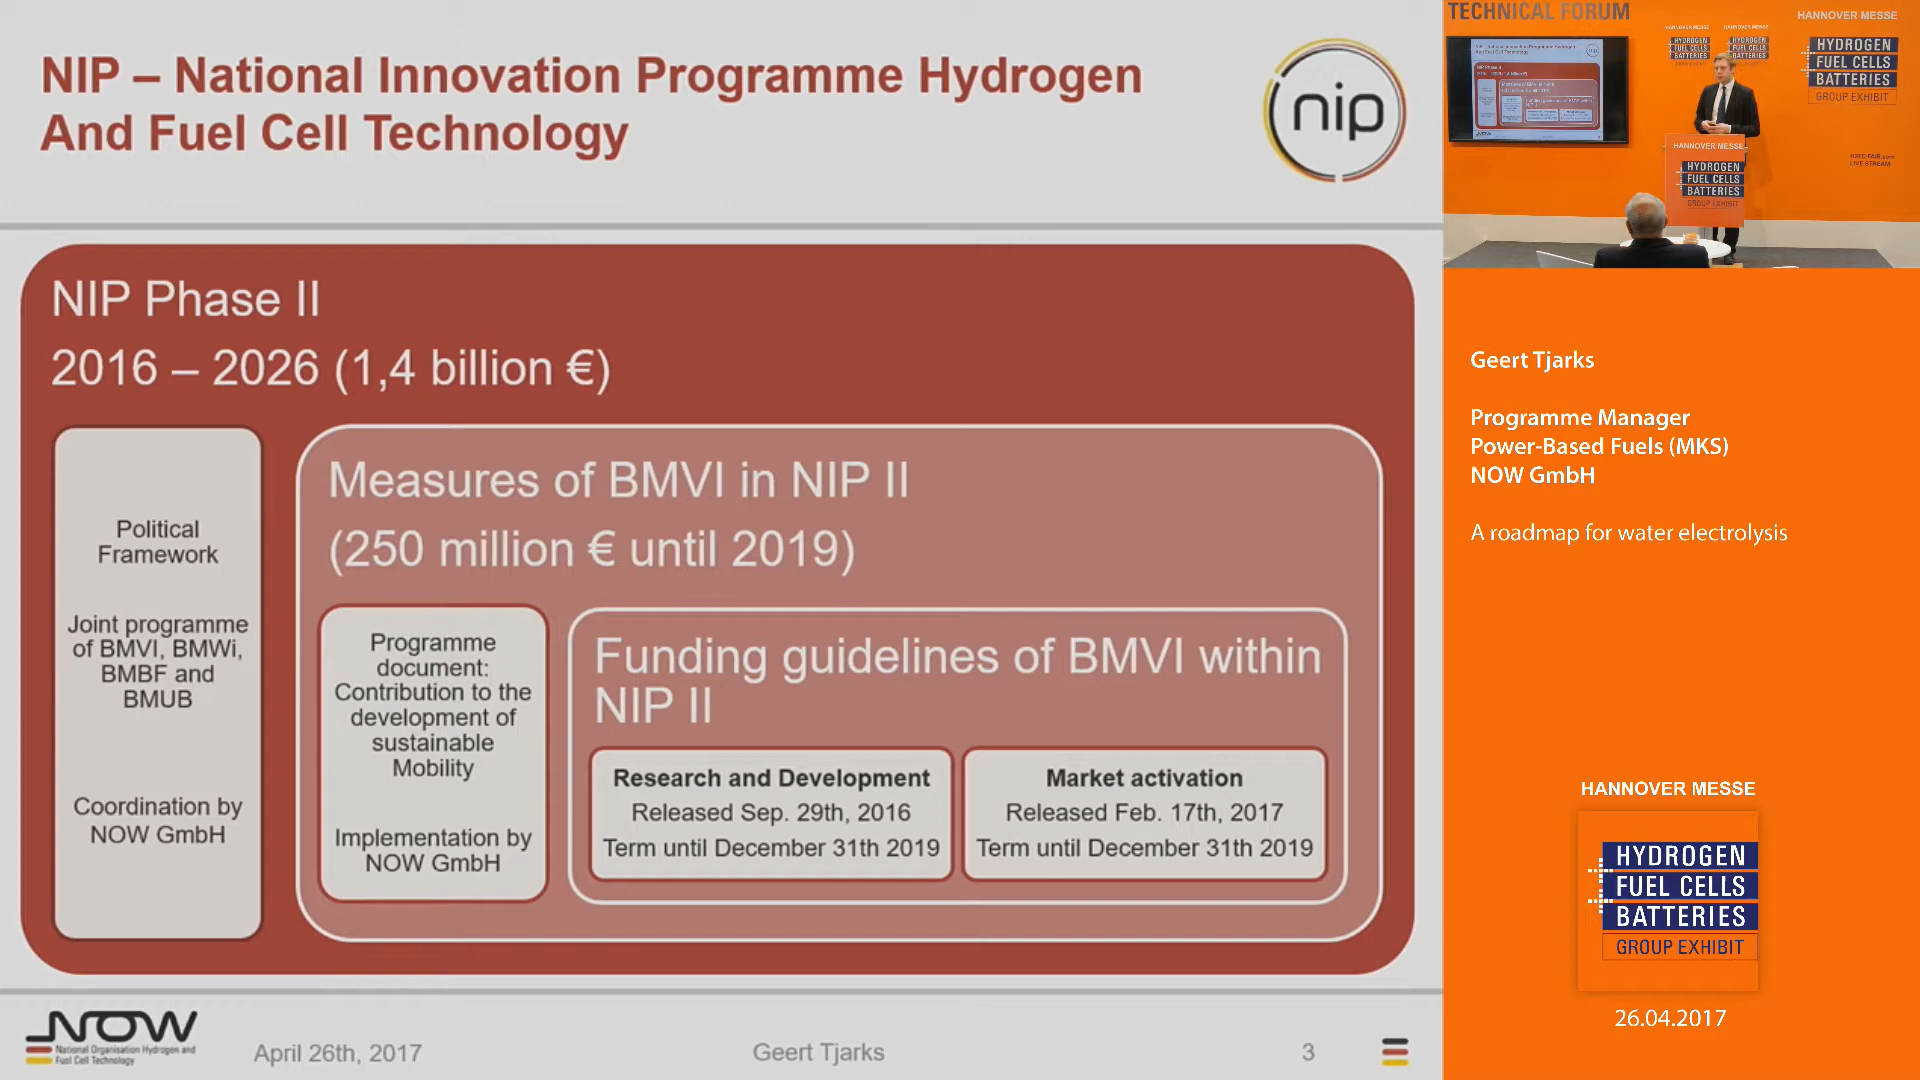 NIP – National Innovation Programme Hydrogen
And Fuel Cell Technology
nip
NIP Phase II
2016 – 2026 (1,4 billion €)
Political
Framework
Joint programme
of BMVI, BMWi,
BMBF and
BMUB
Coordination by
NOW GmbH
Measures of BMVI in NIP II
(250 million € until 2019)
Programme
document:
Contribution to the
development of
sustainable
Mobility
Implementation by
NOW GmbH
Funding guidelines of BMVI within
NIP II
Research and Development
Released Sep. 29th, 2016
Term until December 31th 2019
Market activation
Released Feb. 17th, 2017
Term until December 31th 2019
NOW
National Organisation Hydrogen and
Fuel Cell Technology
April 26th, 2017
Geert Tjarks
3
TECHNICAL FORUM
HANNOVER MESSE
HYDROGEN
FUEL CELLS
BATTERIES
GROUP EXHIBIT
HANNOVER MESSE
HYDROGEN
FUEL CELLS
BATTERIES
GROUP EXHIBIT
LIVE STREAM
Geert Tjarks
Programme Manager
Power-Based Fuels (MKS)
NOW GmbH
A roadmap for water electrolysis
HANNOVER MESSE
HYDROGEN
FUEL CELLS
BATTERIES
GROUP EXHIBIT
26.04.2017